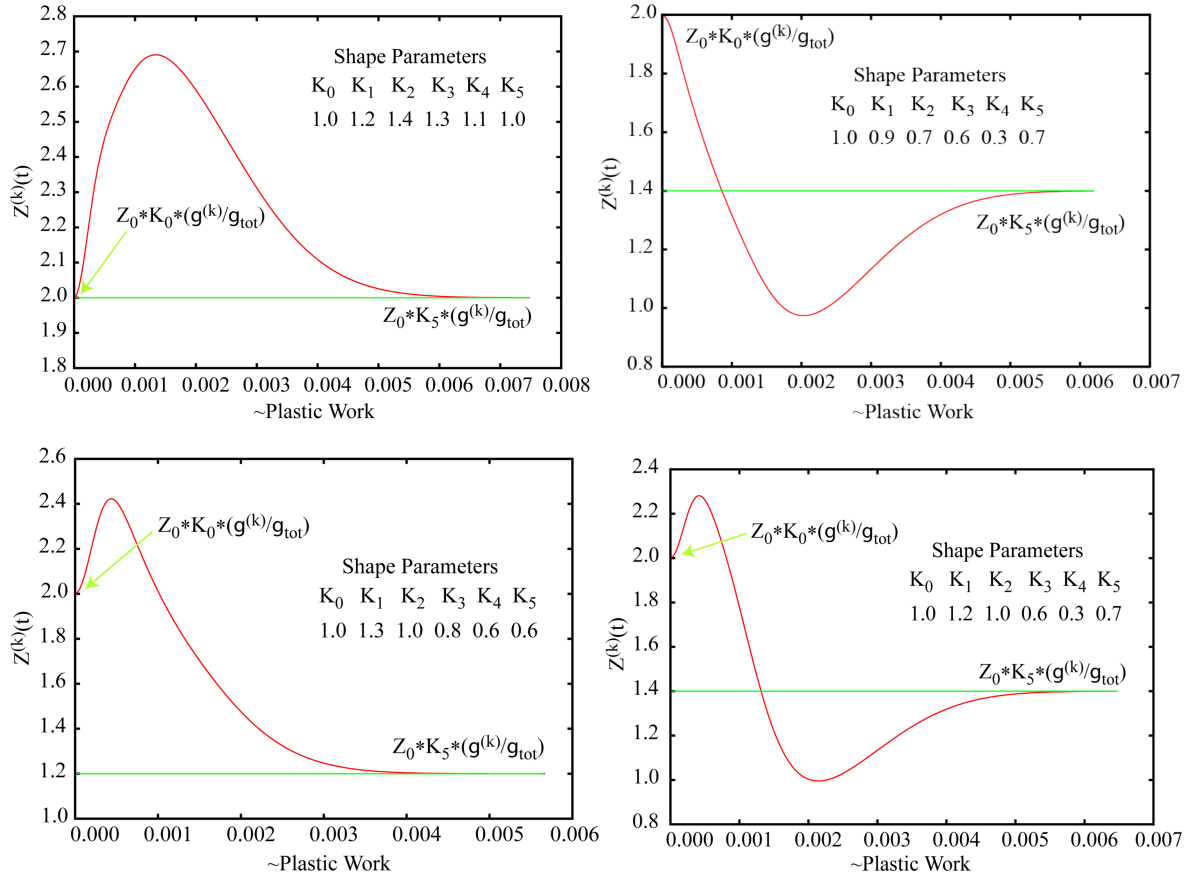 2.8
2.7
2.6
2.5
2.4
2.3
2.2
2.1
2.0
1.9
1.8
Z(k)(t)
Shape Parameters
K0 K1 K2 K3 K4 K5
1.0 1.2 1.4 1.3 1.1 1.0
Z0*K0*(g(k)/gtot)
Z0*K5*(g(k)/gtot)
0.000 0.001 0.002 0.003 0.004 0.005 0.006 0.007 0.008
~Plastic Work
2.0
1.8
1.6
1.4
1.2
1.0
0.8
Z(k)(t)
Z0*K0*(g(k)/gtot)
Shape Parameters
K0 K1 K2 K3 K4 K5
1.0 0.9 0.7 0.6 0.3 0.7
Z0*K5*(g(k)/gtot)
0.000 0.001 0.002 0.003 0.004 0.005 0.006 0.007
~Plastic Work
2.6
2.4
2.2
2.0
1.8
1.6
1.4
1.2
1.0
Z(k)(t)
Z0*K0*(g(k)/gtot)
Shape Parameters
K0 K1 K2 K3 K4 K5
1.0 1.3 1.0 0.8 0.6 0.6
Z0*K5*(g(k)/gtot)
0.000 0.001 0.002 0.003 0.004 0.005 0.006
~Plastic Work
2.4
2.2
2.0
1.8
1.6
1.4
1.2
1.0
0.8
Z(k)(t)
Z0*K0*(g(k)/gtot)
Shape Parameters
K0 K1 K2 K3 K4 K5
1.0 1.2 1.0 0.6 0.3 0.7
Z0*K5*(g(k)/gtot)
0.000 0.001 0.002 0.003 0.004 0.005 0.006 0.007
~Plastic Work